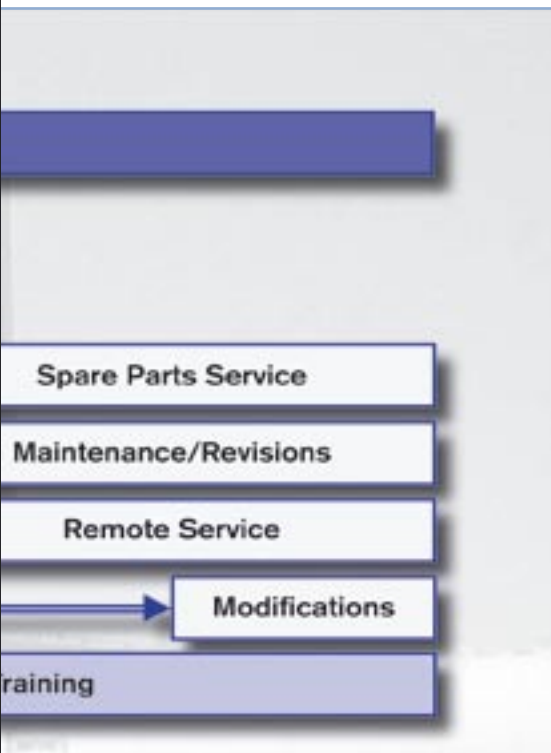 Spare Parts Service
Maintenance/Revisions
Remote Service
Modifications
raining